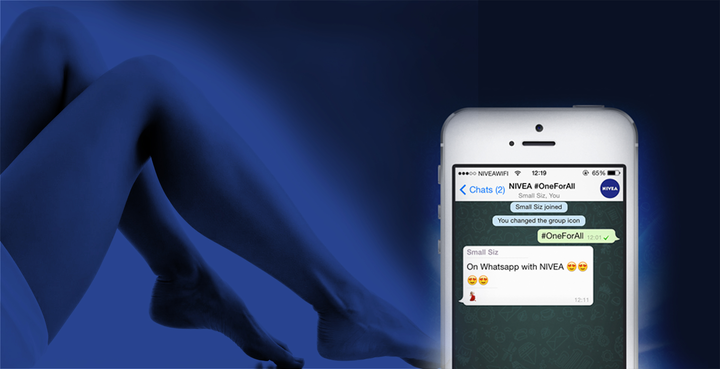 NIVEAWIFI 12:19 65%
Chats (2) NIVEA #OneForAll NIVEA
Small Siz, You
Small Siz joined
You changed the group icon
#OneForAll 12:51
Small Siz
On Whatsapp with NIVEA 😍😍
😍😍
💃 12:11